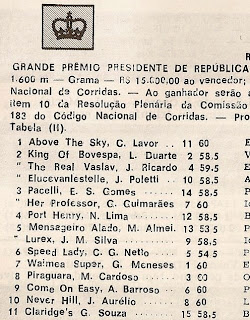 R
GRANDE PRÊMIO PRESIDENTE DE REPÚBLICA
1.600 m — Grama — R$ 15.000,00 ao vencedor;
Nacional de Corridas. — Ao ganhador serão a
item 10 da Resolução Plenária da Comissão
183 do Código Nacional de Corridas. — Pro
Tabela (II).
1 Above The Sky, C. Lavor .. 11 60
2 King Of Bovespa, L. Duarte 2 58.5
" The Real Vaslav, J. Ricardo 4 59.5
" Elucevanlestelle, J. Poletti .. 10 58.5
3 Pacelli, E. S. Gomes .... 14 58.5
" Her Professor, C. Guimarães 7 60
4 Port Henry, N. Lima .. 12 58.5
5 Mensageiro Alado, M. Almei. 13 53.5
" Lurex, J. M. Silva .... 9 58.5
6 Speed Lady, C. G. Netto .. 5 54.5
7 Waimea Super, G. Meneses 1 60
8 Piraguara, M. Cardoso .. 3 60
9 Come On Easy, A. Barroso .. 6 60
10 Never Hill, J. Aurélio .. 8 60
11 Claridge's G. Souza .... 15 58.5